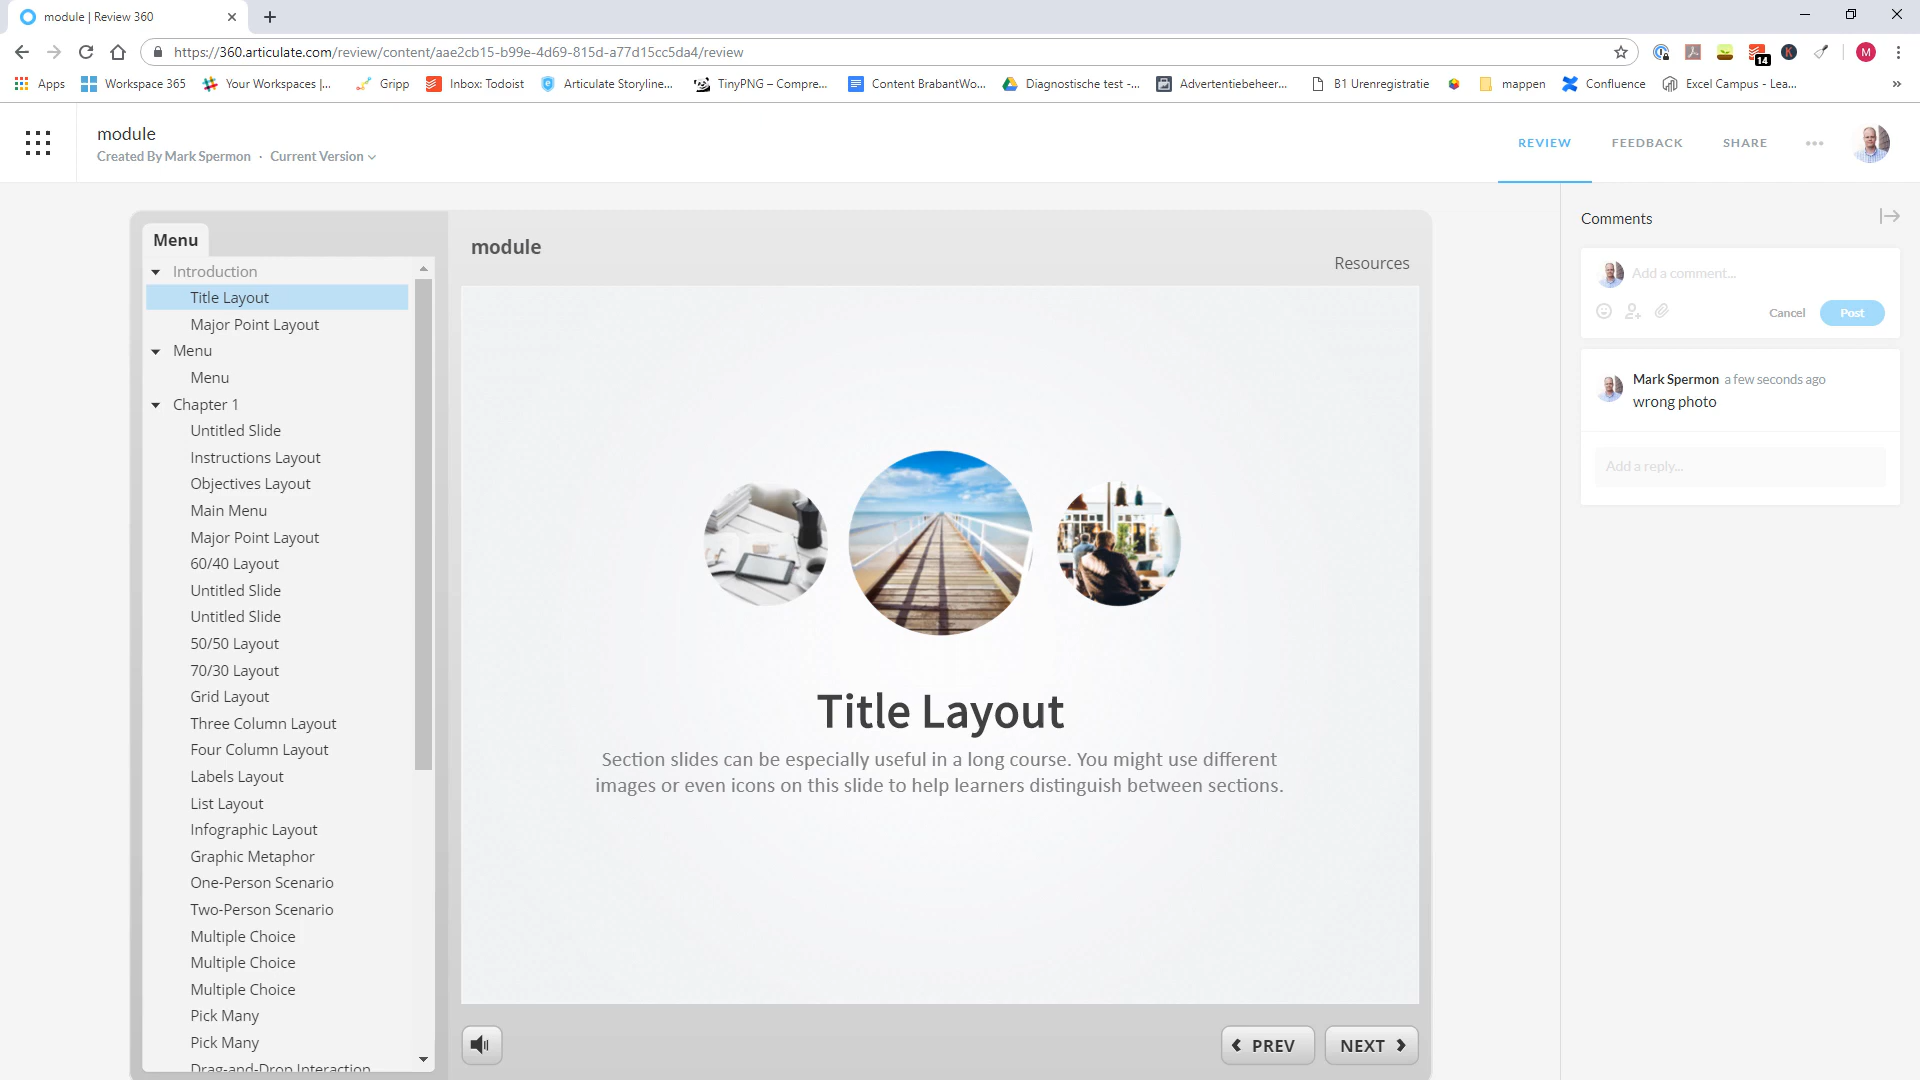 module | Review 360
https://360.articulate.com/review/content/aae2cb15-b99e-4d69-815d-a77d15cc5da4/review
14
K
M
Apps
Workspace 365
Your Workspaces |...
Gripp
Inbox: Todoist
Articulate Storyline...
TinyPNG – Compre...
Content BrabantWo...
Diagnostische test -...
Advertentiebeheer...
B1 Urenregistratie
mappen
Confluence
Excel Campus - Lea...
module
Created By Mark Spermon · Current Version
REVIEW
FEEDBACK
SHARE
Menu
Introduction
Title Layout
Major Point Layout
Menu
Menu
Chapter 1
Untitled Slide
Instructions Layout
Objectives Layout
Main Menu
Major Point Layout
60/40 Layout
Untitled Slide
Untitled Slide
50/50 Layout
70/30 Layout
Grid Layout
Three Column Layout
Four Column Layout
Labels Layout
List Layout
Infographic Layout
Graphic Metaphor
One-Person Scenario
Two-Person Scenario
Multiple Choice
Multiple Choice
Multiple Choice
Pick Many
Pick Many
Drag-and-Drop Interaction
module
Resources
Title Layout
Section slides can be especially useful in a long course. You might use different
images or even icons on this slide to help learners distinguish between sections.
PREV
NEXT
Comments
Add a comment...
Cancel
Post
Mark Spermon a few seconds ago
wrong photo
Add a reply...